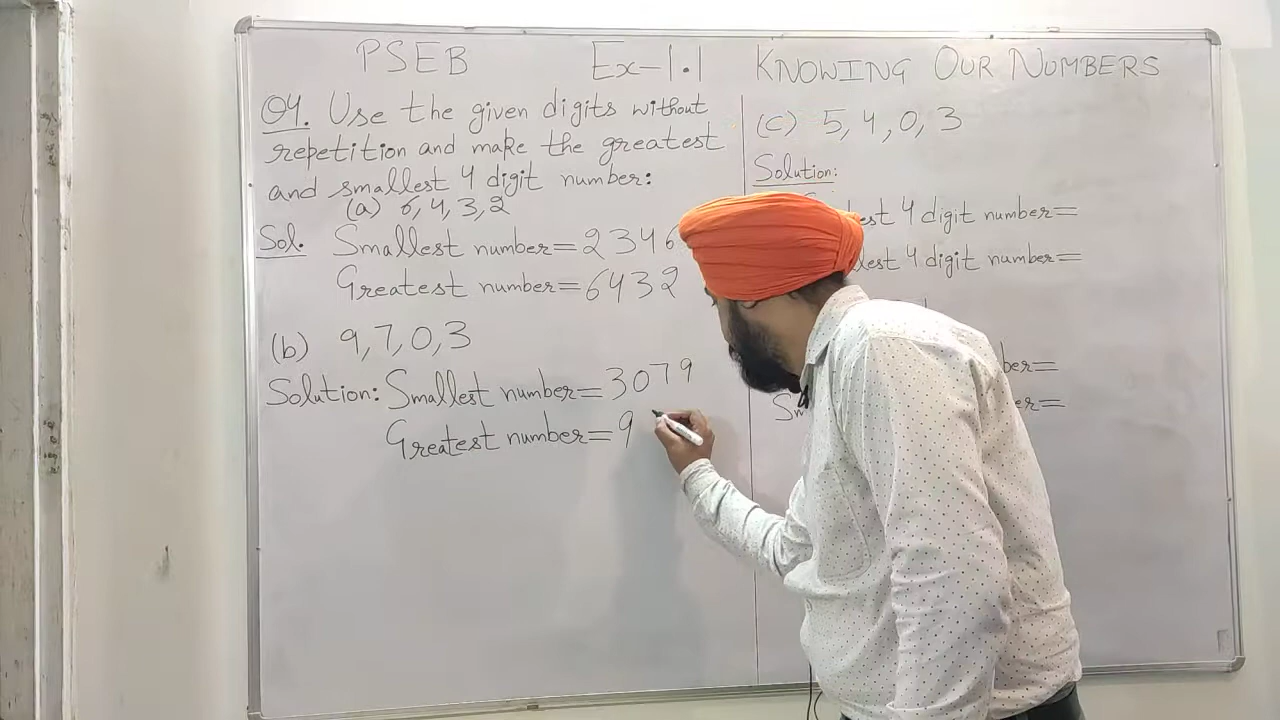 PSEB Ex-1.1 KNOWING OUR NUMBERS
Q4. Use the given digits without
repetition and make the greatest
and smallest 4 digit number:
(a) 6, 4, 3, 2
Sol. Smallest number= 2346
Greatest number= 6432
(b) 9, 7, 0, 3
Solution: Smallest number= 3079
Greatest number= 9
(c) 5, 4, 0, 3
Solution:
4 digit number=
4 digit number=